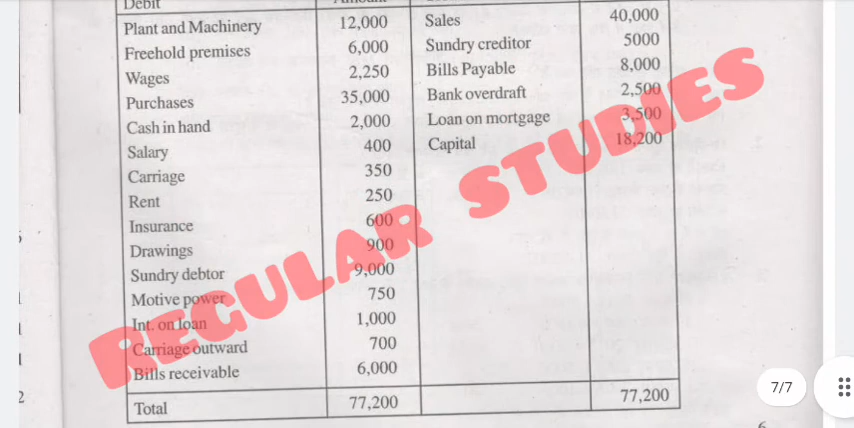 Debit
Plant and Machinery 12,000 Sales 40,000
Freehold premises 6,000 Sundry creditor 5000
Wages 2,250 Bills Payable 8,000
Purchases 35,000 Bank overdraft 2,500
Cash in hand 2,000 Loan on mortgage 3,500
Salary 400 Capital 18,200
Carriage 350
Rent 250
Insurance 600
Drawings 900
Sundry debtor 9,000
Motive power 750
Int. on loan 1,000
Carriage outward 700
Bills receivable 6,000
Total 77,200 77,200
REGULAR STUDIES
7/7